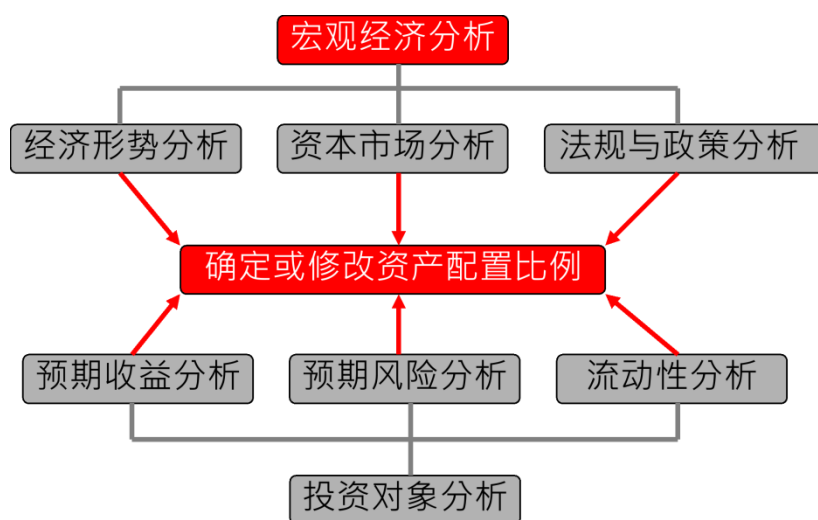 宏观经济分析
经济形势分析
资本市场分析
法规与政策分析
确定或修改资产配置比例
预期收益分析
预期风险分析
流动性分析
投资对象分析